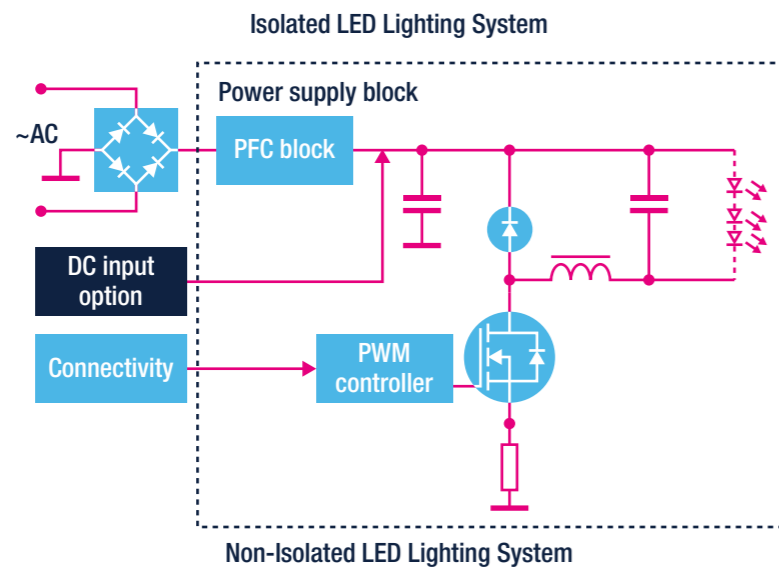 Isolated LED Lighting System
Power supply block
~AC
PFC block
DC input
option
Connectivity
PWM
controller
Non-Isolated LED Lighting System